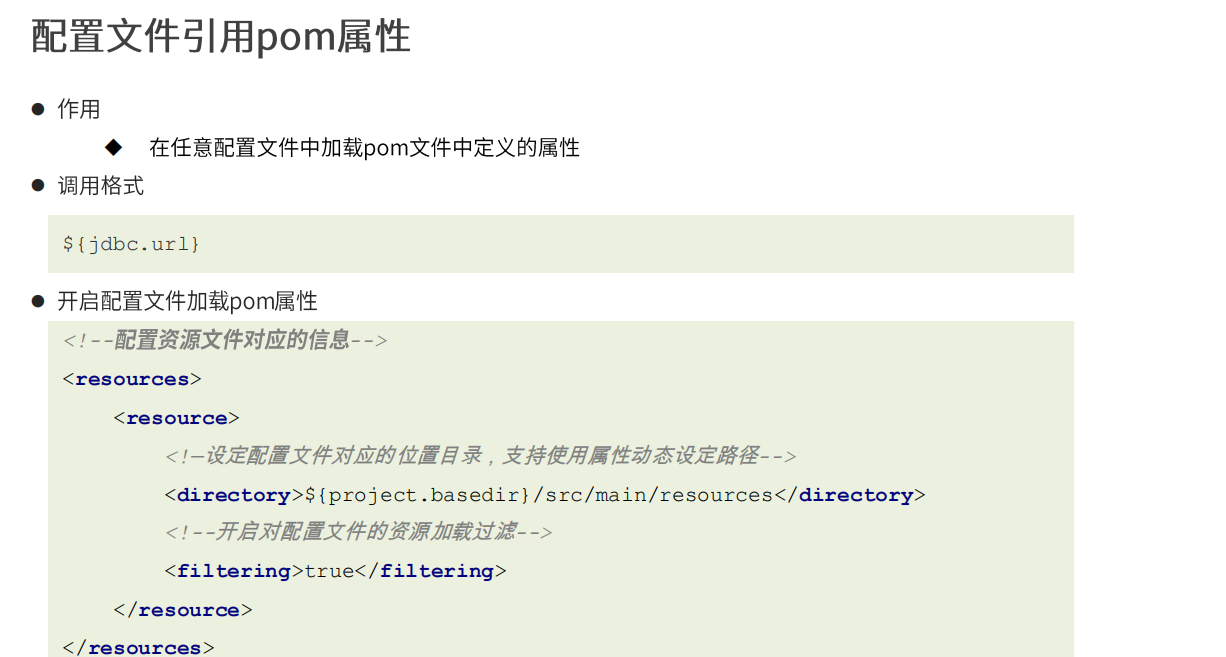 配置文件引用pom属性
● 作用
◆ 在任意配置文件中加载pom文件中定义的属性
● 调用格式
${jdbc.url}
● 开启配置文件加载pom属性
<!--配置资源文件对应的信息-->
<resources>
<resource>
<!—设定配置文件对应的位置目录，支持使用属性动态设定路径-->
<directory>${project.basedir}/src/main/resources</directory>
<!--开启对配置文件的资源加载过滤-->
<filtering>true</filtering>
</resource>
</resources>